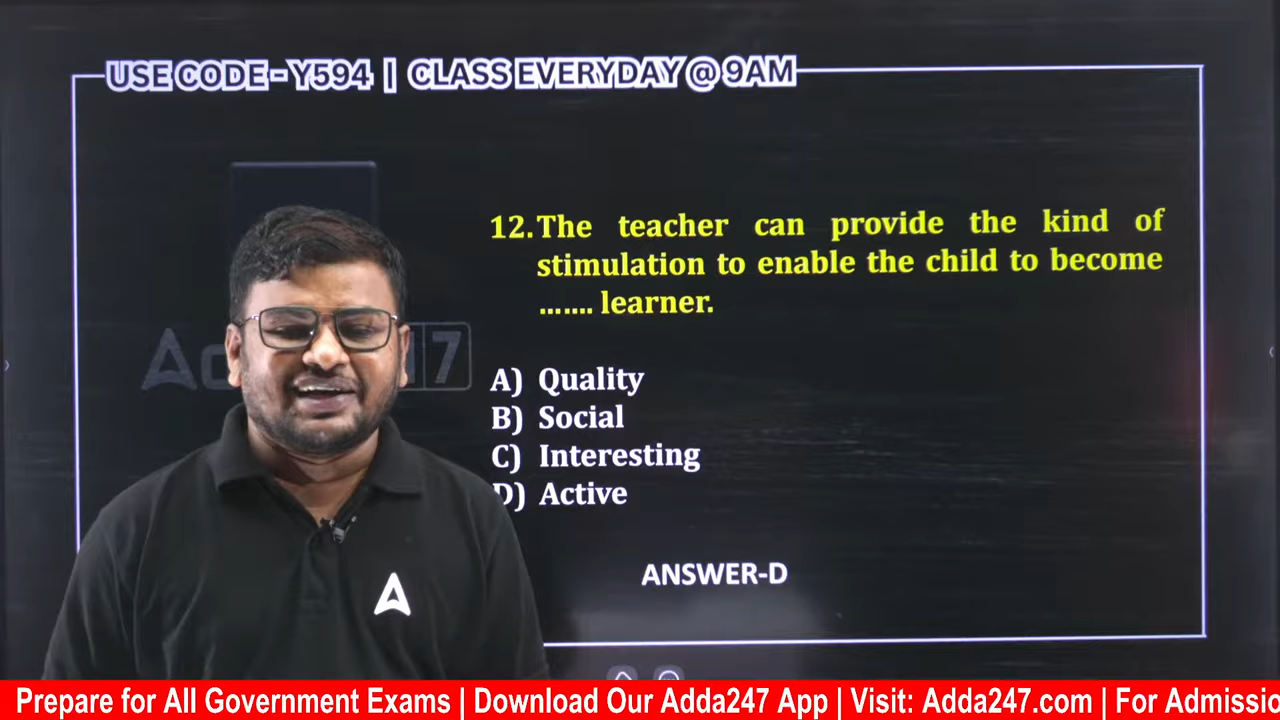 USE CODE - Y594 | CLASS EVERYDAY @ 9AM
12. The teacher can provide the kind of
stimulation to enable the child to become
....... learner.
A) Quality
B) Social
C) Interesting
D) Active
ANSWER-D
Prepare for All Government Exams | Download Our Adda247 App | Visit: Adda247.com | For Admissio